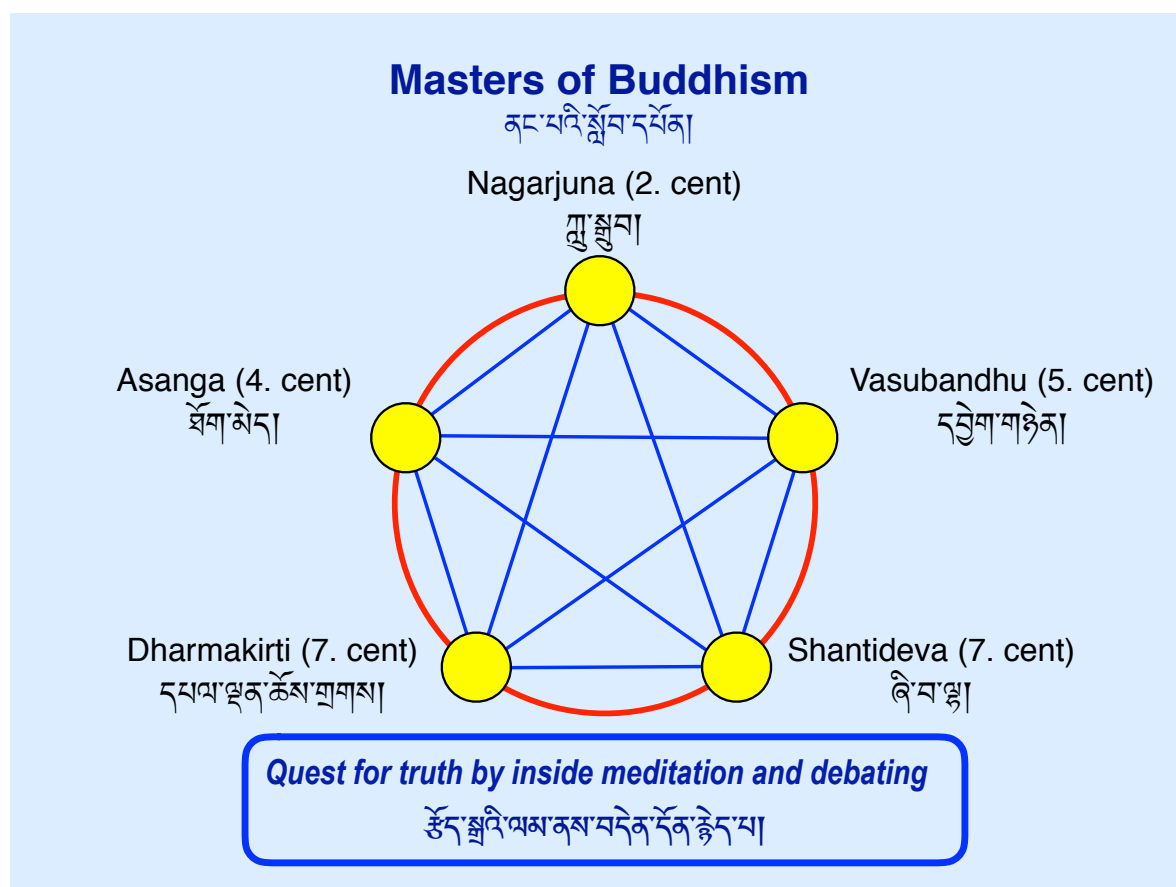 Masters of Buddhism
ནང་པའི་སློབ་དཔོན།
Nagarjuna (2. cent)
ཀླུ་སྒྲུབ།
Asanga (4. cent)
ཐོག་མེད།
Vasubandhu (5. cent)
དབྱིག་གཉེན།
Dharmakirti (7. cent)
དཔལ་ལྡན་ཆོས་གྲགས།
Shantideva (7. cent)
ཞི་བ་ལྷ།
Quest for truth by inside meditation and debating
རྩོད་སྒྲའི་ལམ་ནས་བདེན་དོན་རྙེད་པ།